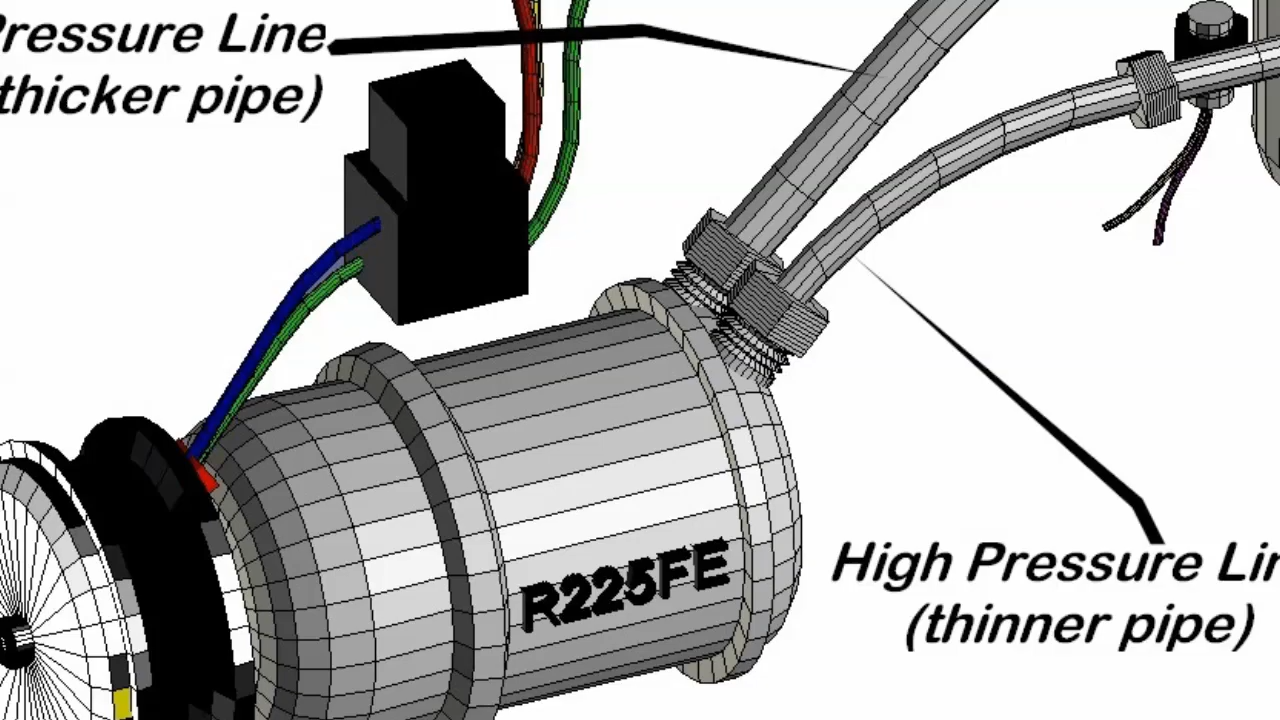 Pressure Line
thicker pipe)
R225FE
High Pressure Lin
(thinner pipe)